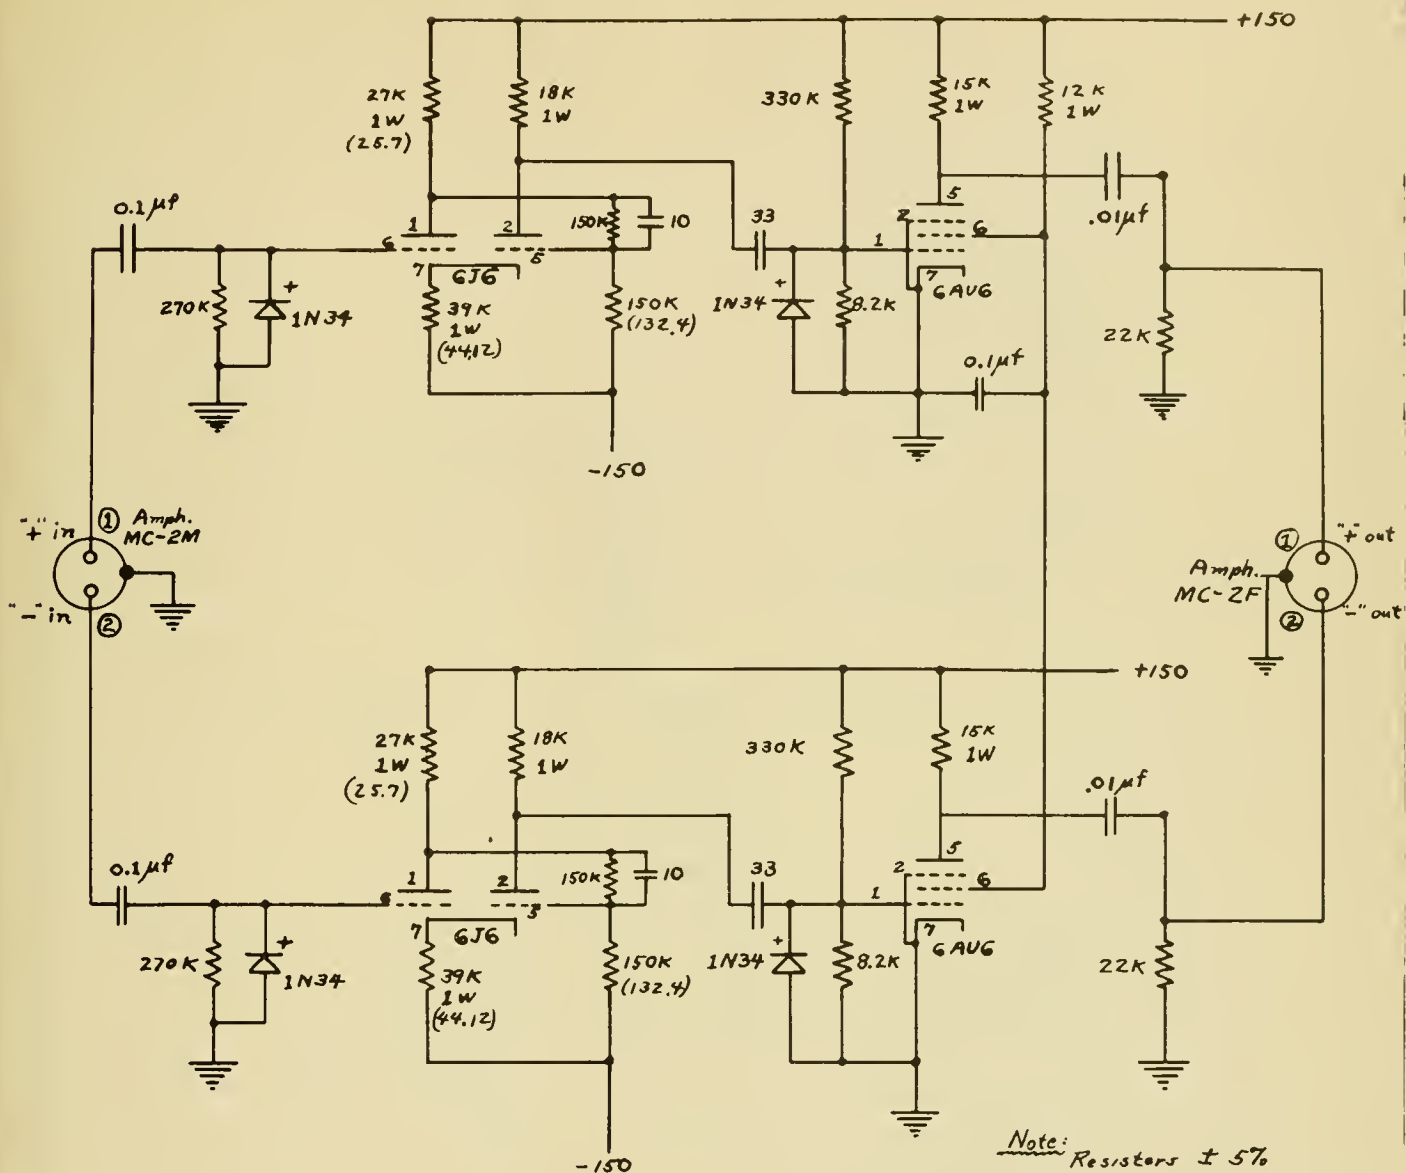 +150
27K
1W
(25.7)
18K
1W
330K
15K
1W
12K
1W
0.1μf
.01μf
150K
10
33
1
2
5
6
5
2
6
1
7
6J6
7
6AU6
270K
+
1N34
39K
1W
(44.12)
150K
(132.4)
+
1N34
8.2K
22K
0.1μf
-150
"+" in
①
Amph.
MC-2M
"-" in
②
①
"+" out
Amph.
MC-2F
②
"-" out
+150
27K
1W
(25.7)
18K
1W
330K
15K
1W
.01μf
0.1μf
150K
10
33
1
2
6
5
5
2
6
1
7
6J6
7
6AU6
270K
+
1N34
39K
1W
(44.12)
150K
(132.4)
+
1N34
8.2K
22K
-150
Note:
Resistors ± 5%